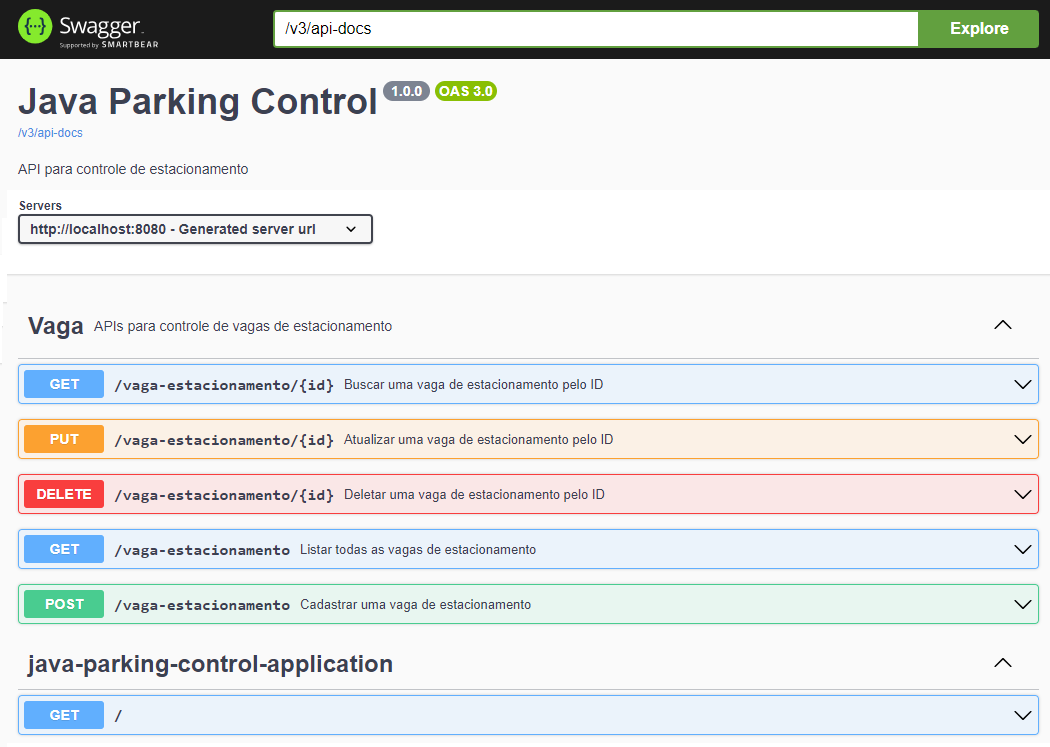 {...} Swagger. /v3/api-docs Explore
Supported by SMARTBEAR
Java Parking Control 1.0.0 OAS 3.0
/v3/api-docs
API para controle de estacionamento
Servers
http://localhost:8080 - Generated server url
Vaga APIs para controle de vagas de estacionamento
GET /vaga-estacionamento/{id} Buscar uma vaga de estacionamento pelo ID
PUT /vaga-estacionamento/{id} Atualizar uma vaga de estacionamento pelo ID
DELETE /vaga-estacionamento/{id} Deletar uma vaga de estacionamento pelo ID
GET /vaga-estacionamento Listar todas as vagas de estacionamento
POST /vaga-estacionamento Cadastrar uma vaga de estacionamento
java-parking-control-application
GET /